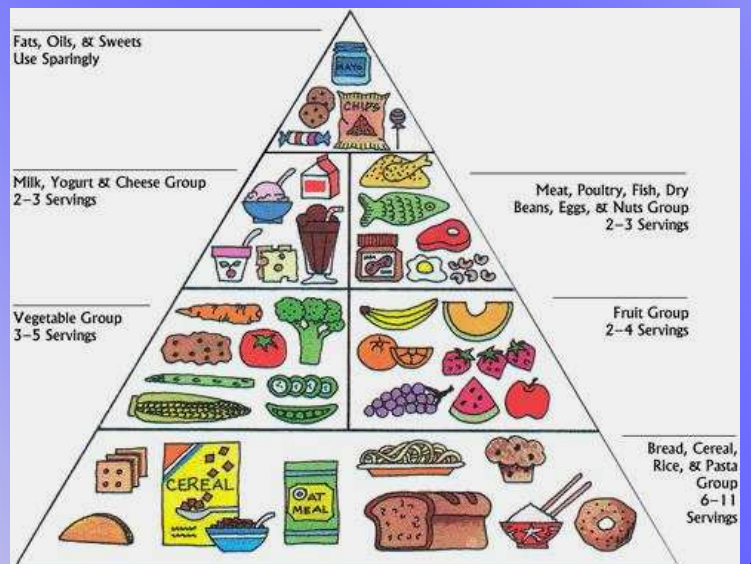 Fats, Oils, & Sweets
Use Sparingly
MAYO
CHIPS
Milk, Yogurt & Cheese Group
2–3 Servings
Meat, Poultry, Fish, Dry
Beans, Eggs, & Nuts Group
2–3 Servings
Vegetable Group
3–5 Servings
Fruit Group
2–4 Servings
Bread, Cereal,
Rice, & Pasta
Group
6–11
Servings
CEREAL
OAT
MEAL